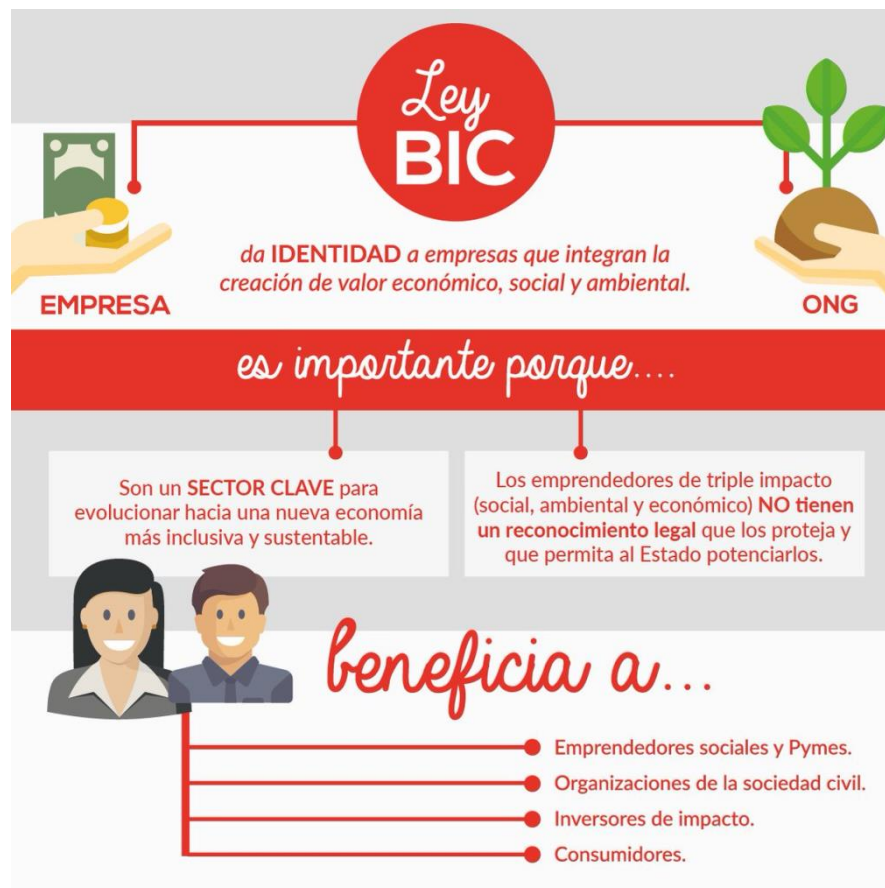 Ley
BIC
da IDENTIDAD a empresas que integran la
creación de valor económico, social y ambiental.
EMPRESA
ONG
es importante porque....
Son un SECTOR CLAVE para
evolucionar hacia una nueva economía
más inclusiva y sustentable.
Los emprendedores de triple impacto
(social, ambiental y económico) NO tienen
un reconocimiento legal que los proteja y
que permita al Estado potenciarlos.
beneficia a...
Emprendedores sociales y Pymes.
Organizaciones de la sociedad civil.
Inversores de impacto.
Consumidores.